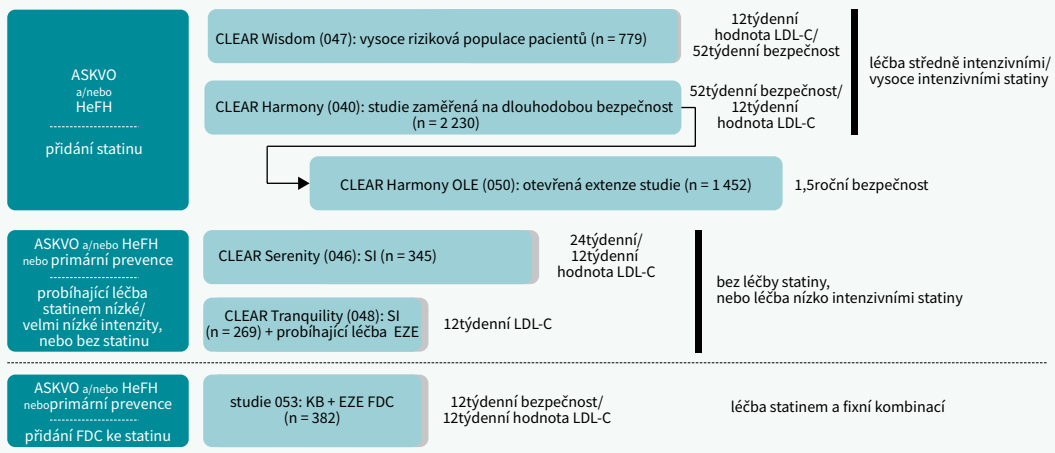 ASKVO
a/nebo
HeFH
přidání statinu
CLEAR Wisdom (047): vysoce riziková populace pacientů (n = 779)
12týdenní
hodnota LDL-C/
52týdenní bezpečnost
CLEAR Harmony (040): studie zaměřená na dlouhodobou bezpečnost
(n = 2 230)
52týdenní bezpečnost/
12týdenní
hodnota LDL-C
léčba středně intenzivními/
vysoce intenzivními statiny
CLEAR Harmony OLE (050): otevřená extenze studie (n = 1 452)
1,5roční bezpečnost
ASKVO a/nebo HeFH
nebo primární prevence
probíhající léčba
statinem nízké/
velmi nízké intenzity,
nebo bez statinu
CLEAR Serenity (046): SI (n = 345)
24týdenní/
12týdenní
hodnota LDL-C
CLEAR Tranquility (048): SI
(n = 269) + probíhající léčba EZE
12týdenní LDL-C
bez léčby statiny,
nebo léčba nízko intenzivními statiny
ASKVO a/nebo HeFH
neboprimární prevence
přidání FDC ke statinu
studie 053: KB + EZE FDC
(n = 382)
12týdenní bezpečnost/
12týdenní hodnota LDL-C
léčba statinem a fixní kombinací